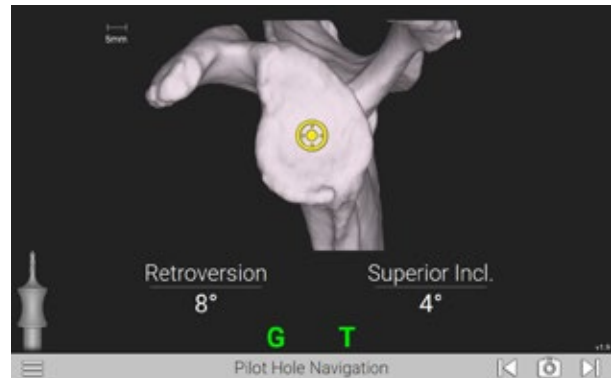 5mm
Retroversion Superior Incl.
8° 4°
G T
Pilot Hole Navigation